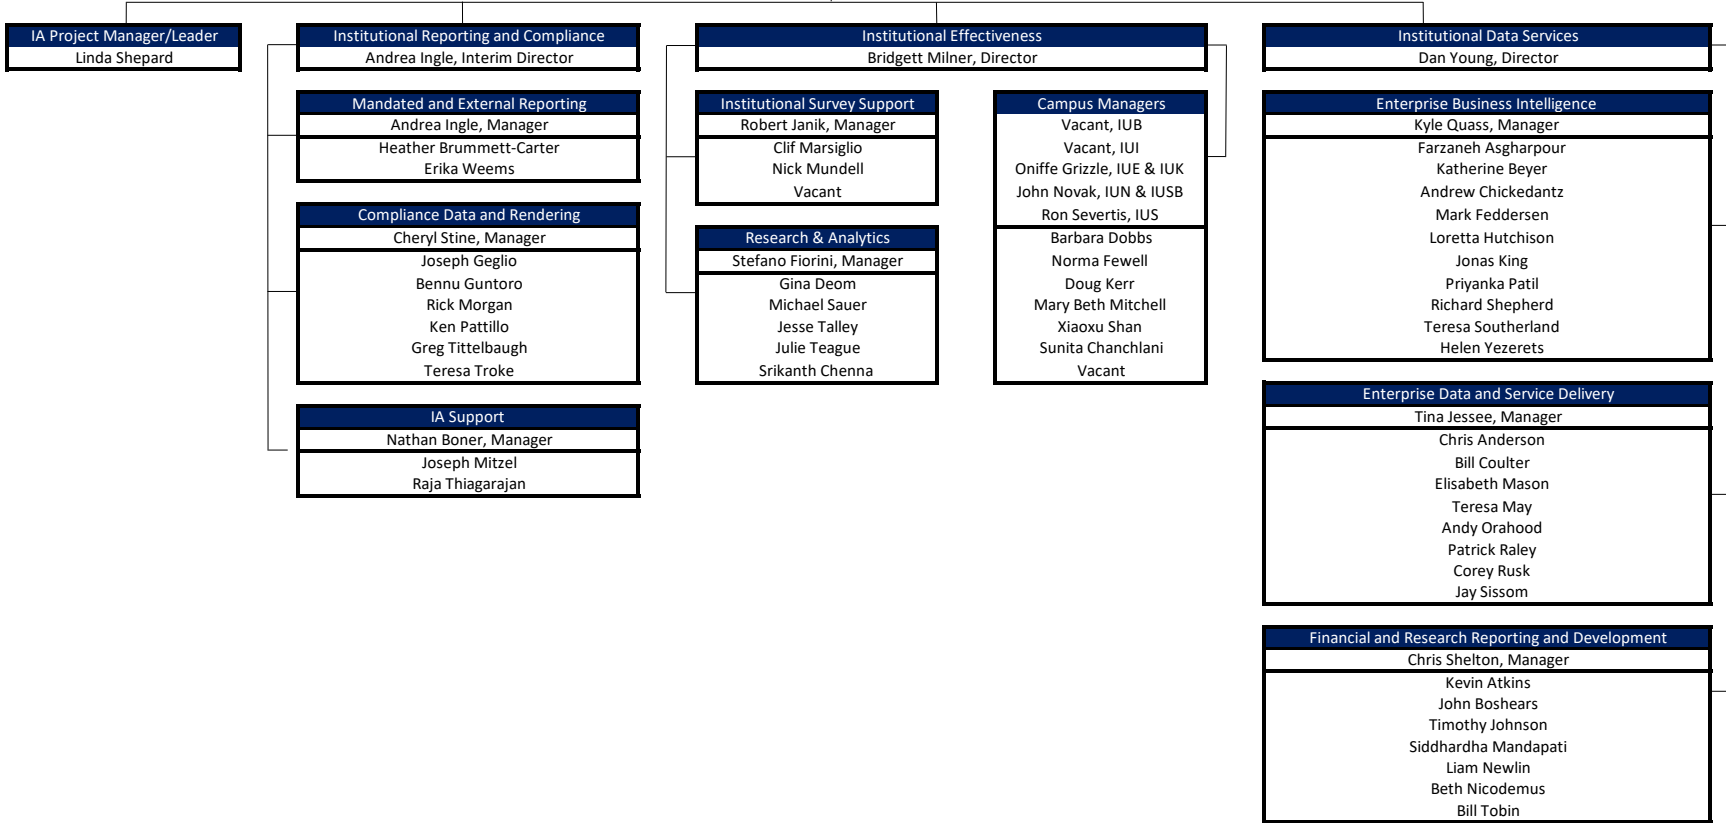 IA Project Manager/Leader
Linda Shepard
Institutional Reporting and Compliance
Andrea Ingle, Interim Director
Mandated and External Reporting
Andrea Ingle, Manager
Heather Brummett-Carter
Erika Weems
Compliance Data and Rendering
Cheryl Stine, Manager
Joseph Geglio
Bennu Guntoro
Rick Morgan
Ken Pattillo
Greg Tittelbaugh
Teresa Troke
IA Support
Nathan Boner, Manager
Joseph Mitzel
Raja Thiagarajan
Institutional Effectiveness
Bridgett Milner, Director
Institutional Survey Support
Robert Janik, Manager
Clif Marsiglio
Nick Mundell
Vacant
Research & Analytics
Stefano Fiorini, Manager
Gina Deom
Michael Sauer
Jesse Talley
Julie Teague
Srikanth Chenna
Campus Managers
Vacant, IUB
Vacant, IUI
Oniffe Grizzle, IUE & IUK
John Novak, IUN & IUSB
Ron Severtis, IUS
Barbara Dobbs
Norma Fewell
Doug Kerr
Mary Beth Mitchell
Xiaoxu Shan
Sunita Chanchlani
Vacant
Institutional Data Services
Dan Young, Director
Enterprise Business Intelligence
Kyle Quass, Manager
Farzaneh Asgharpour
Katherine Beyer
Andrew Chickedantz
Mark Feddersen
Loretta Hutchison
Jonas King
Priyanka Patil
Richard Shepherd
Teresa Southerland
Helen Yezerets
Enterprise Data and Service Delivery
Tina Jessee, Manager
Chris Anderson
Bill Coulter
Elisabeth Mason
Teresa May
Andy Orahood
Patrick Raley
Corey Rusk
Jay Sissom
Financial and Research Reporting and Development
Chris Shelton, Manager
Kevin Atkins
John Boshears
Timothy Johnson
Siddhardha Mandapati
Liam Newlin
Beth Nicodemus
Bill Tobin